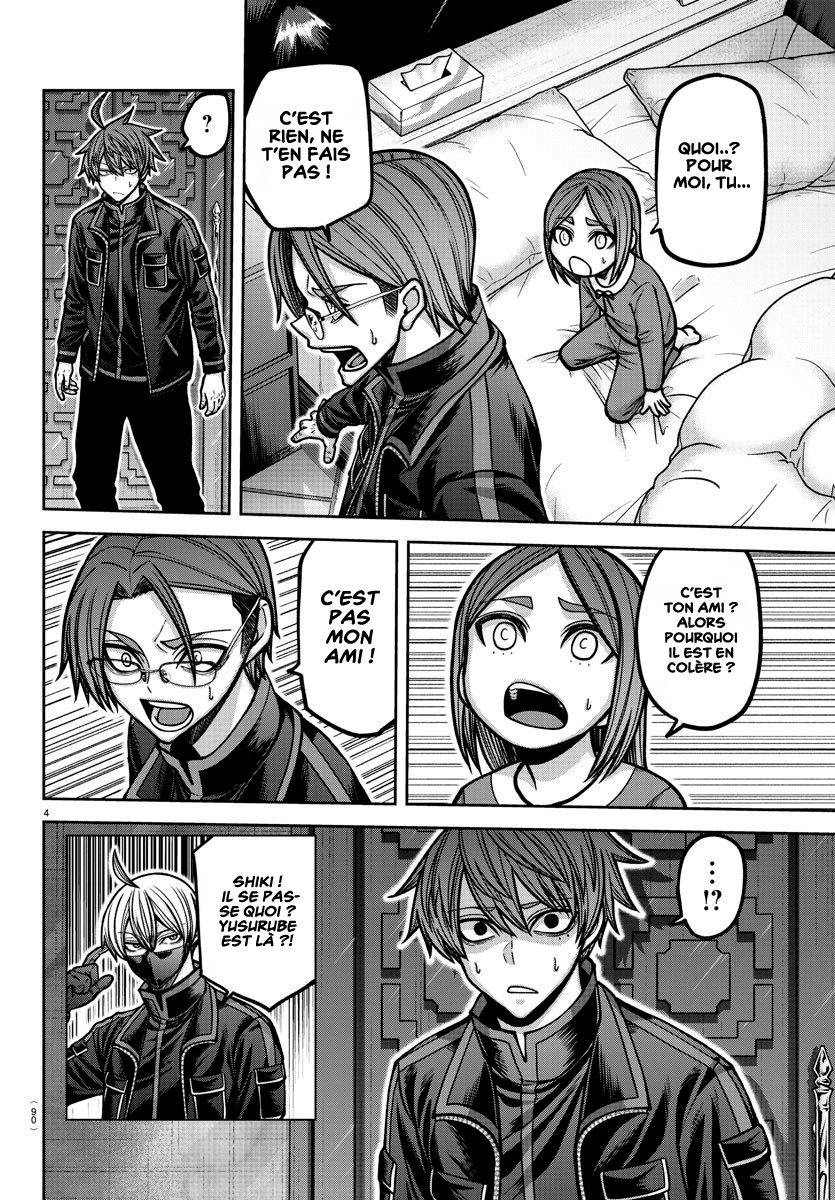 QUOI..?
POUR
MOI, TU...
C'EST
RIEN, NE
T'EN FAIS
PAS !
?
C'EST
TON AMI ?
ALORS
POURQUOI
IL EST EN
COLÈRE ?
C'EST
PAS
MON
AMI !
4
...!?
SHIKI !
IL SE PAS-
SE QUOI ?
YUSURUBE
EST LÀ ?!
(90)